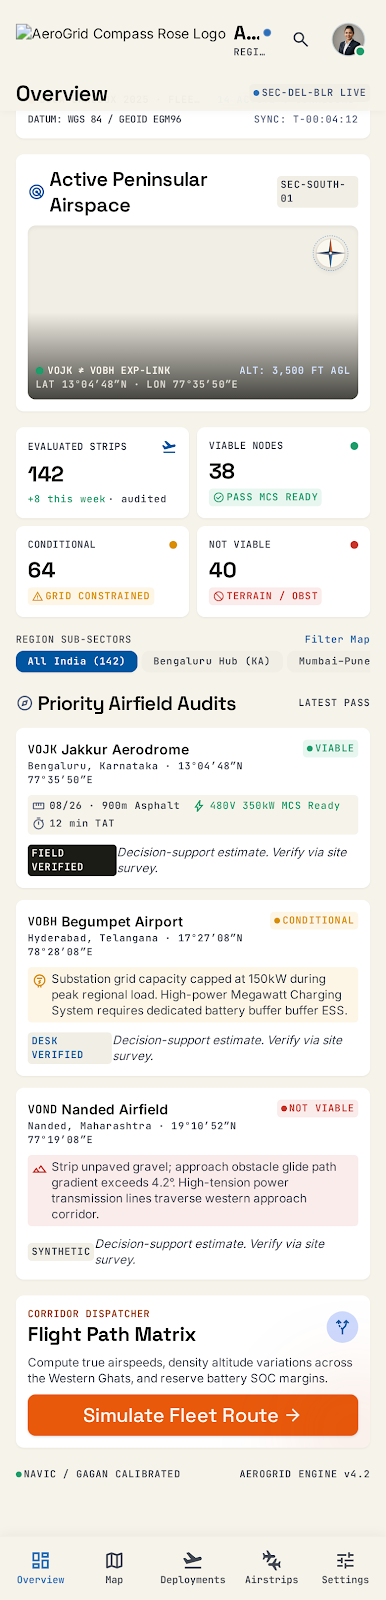 AeroGrid Compass Rose Logo
A...
REGI...
Overview
SEC-DEL-BLR LIVE
DATUM: WGS 84 / GEOID EGM96
SYNC: T-00:04:12
Active Peninsular
Airspace
SEC-SOUTH-
01
VOJK ≠ VOBH EXP-LINK
ALT: 3,500 FT AGL
LAT 13°04′48″N · LON 77°35′50″E
EVALUATED STRIPS
142
+8 this week · audited
VIABLE NODES
38
PASS MCS READY
CONDITIONAL
64
GRID CONSTRAINED
NOT VIABLE
40
TERRAIN / OBST
REGION SUB-SECTORS
Filter Map
All India (142)
Bengaluru Hub (KA)
Mumbai-Pune
Priority Airfield Audits
LATEST PASS
VOJK Jakkur Aerodrome
VIABLE
Bengaluru, Karnataka · 13°04′48″N
77°35′50″E
08/26 · 900m Asphalt
480V 350kW MCS Ready
12 min TAT
FIELD
VERIFIED
Decision-support estimate. Verify via site
survey.
VOBH Begumpet Airport
CONDITIONAL
Hyderabad, Telangana · 17°27′08″N
78°28′08″E
Substation grid capacity capped at 150kW during
peak regional load. High-power Megawatt Charging
System requires dedicated battery buffer buffer ESS.
DESK
VERIFIED
Decision-support estimate. Verify via site
survey.
VOND Nanded Airfield
NOT VIABLE
Nanded, Maharashtra · 19°10′52″N
77°19′08″E
Strip unpaved gravel; approach obstacle glide path
gradient exceeds 4.2°. High-tension power
transmission lines traverse western approach
corridor.
SYNTHETIC
Decision-support estimate. Verify via site
survey.
CORRIDOR DISPATCHER
Flight Path Matrix
Compute true airspeeds, density altitude variations across
the Western Ghats, and reserve battery SOC margins.
Simulate Fleet Route →
NAVIC / GAGAN CALIBRATED
AEROGRID ENGINE v4.2
Overview
Map
Deployments
Airstrips
Settings